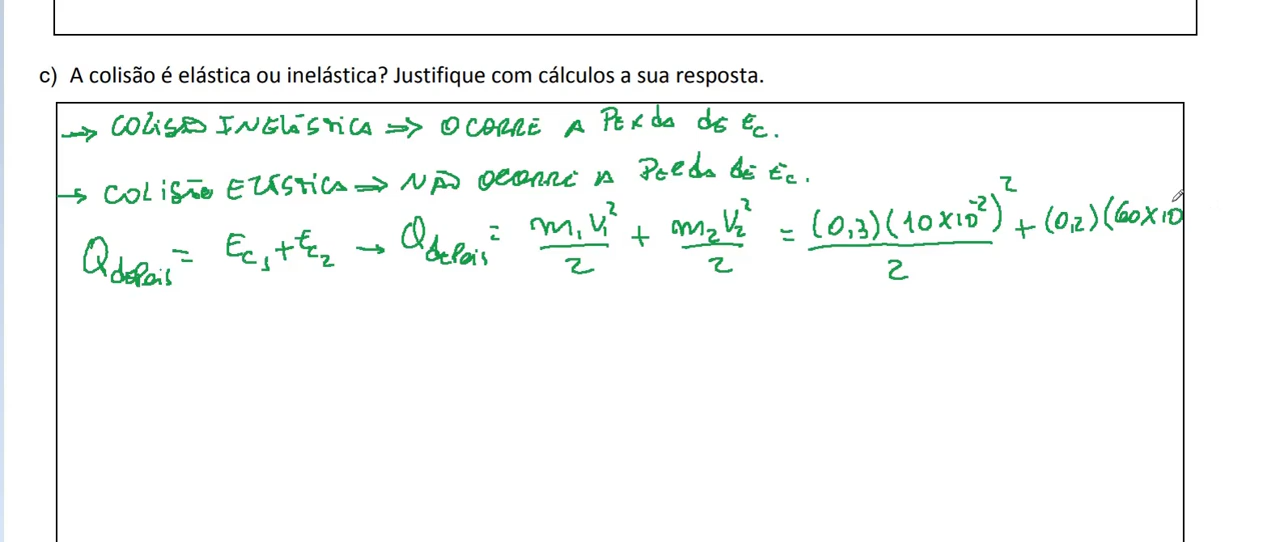 c) A colisão é elástica ou inelástica? Justifique com cálculos a sua resposta.
→ COLISÃO INELÁSTICA ⇒ OCORRE A PERDA DE Ec.
→ COLISÃO ELÁSTICA ⇒ NÃO OCORRE A PERDA DE Ec.
Qdepois = Ec₁ + Ec₂ → Qdepois = m₁V₁²/2 + m₂V₂²/2 = (0,3)(10×10⁻²)²/2 + (0,2)(60×10